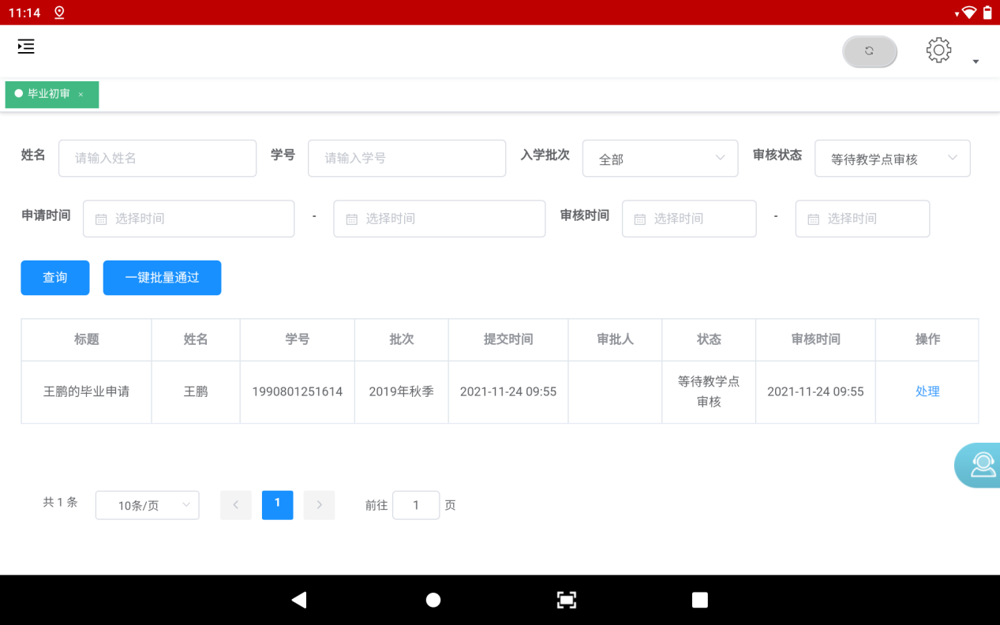 11:14
毕业初审 ×
姓名 请输入姓名 学号 请输入学号 入学批次 全部 审核状态 等待教学点审核
申请时间 选择时间 - 选择时间 审核时间 选择时间 - 选择时间
查询 一键批量通过
标题 姓名 学号 批次 提交时间 审批人 状态 审核时间 操作
王鹏的毕业申请 王鹏 1990801251614 2019年秋季 2021-11-24 09:55 等待教学点 2021-11-24 09:55 处理
审核
共 1 条 10条/页 1 前往 1 页